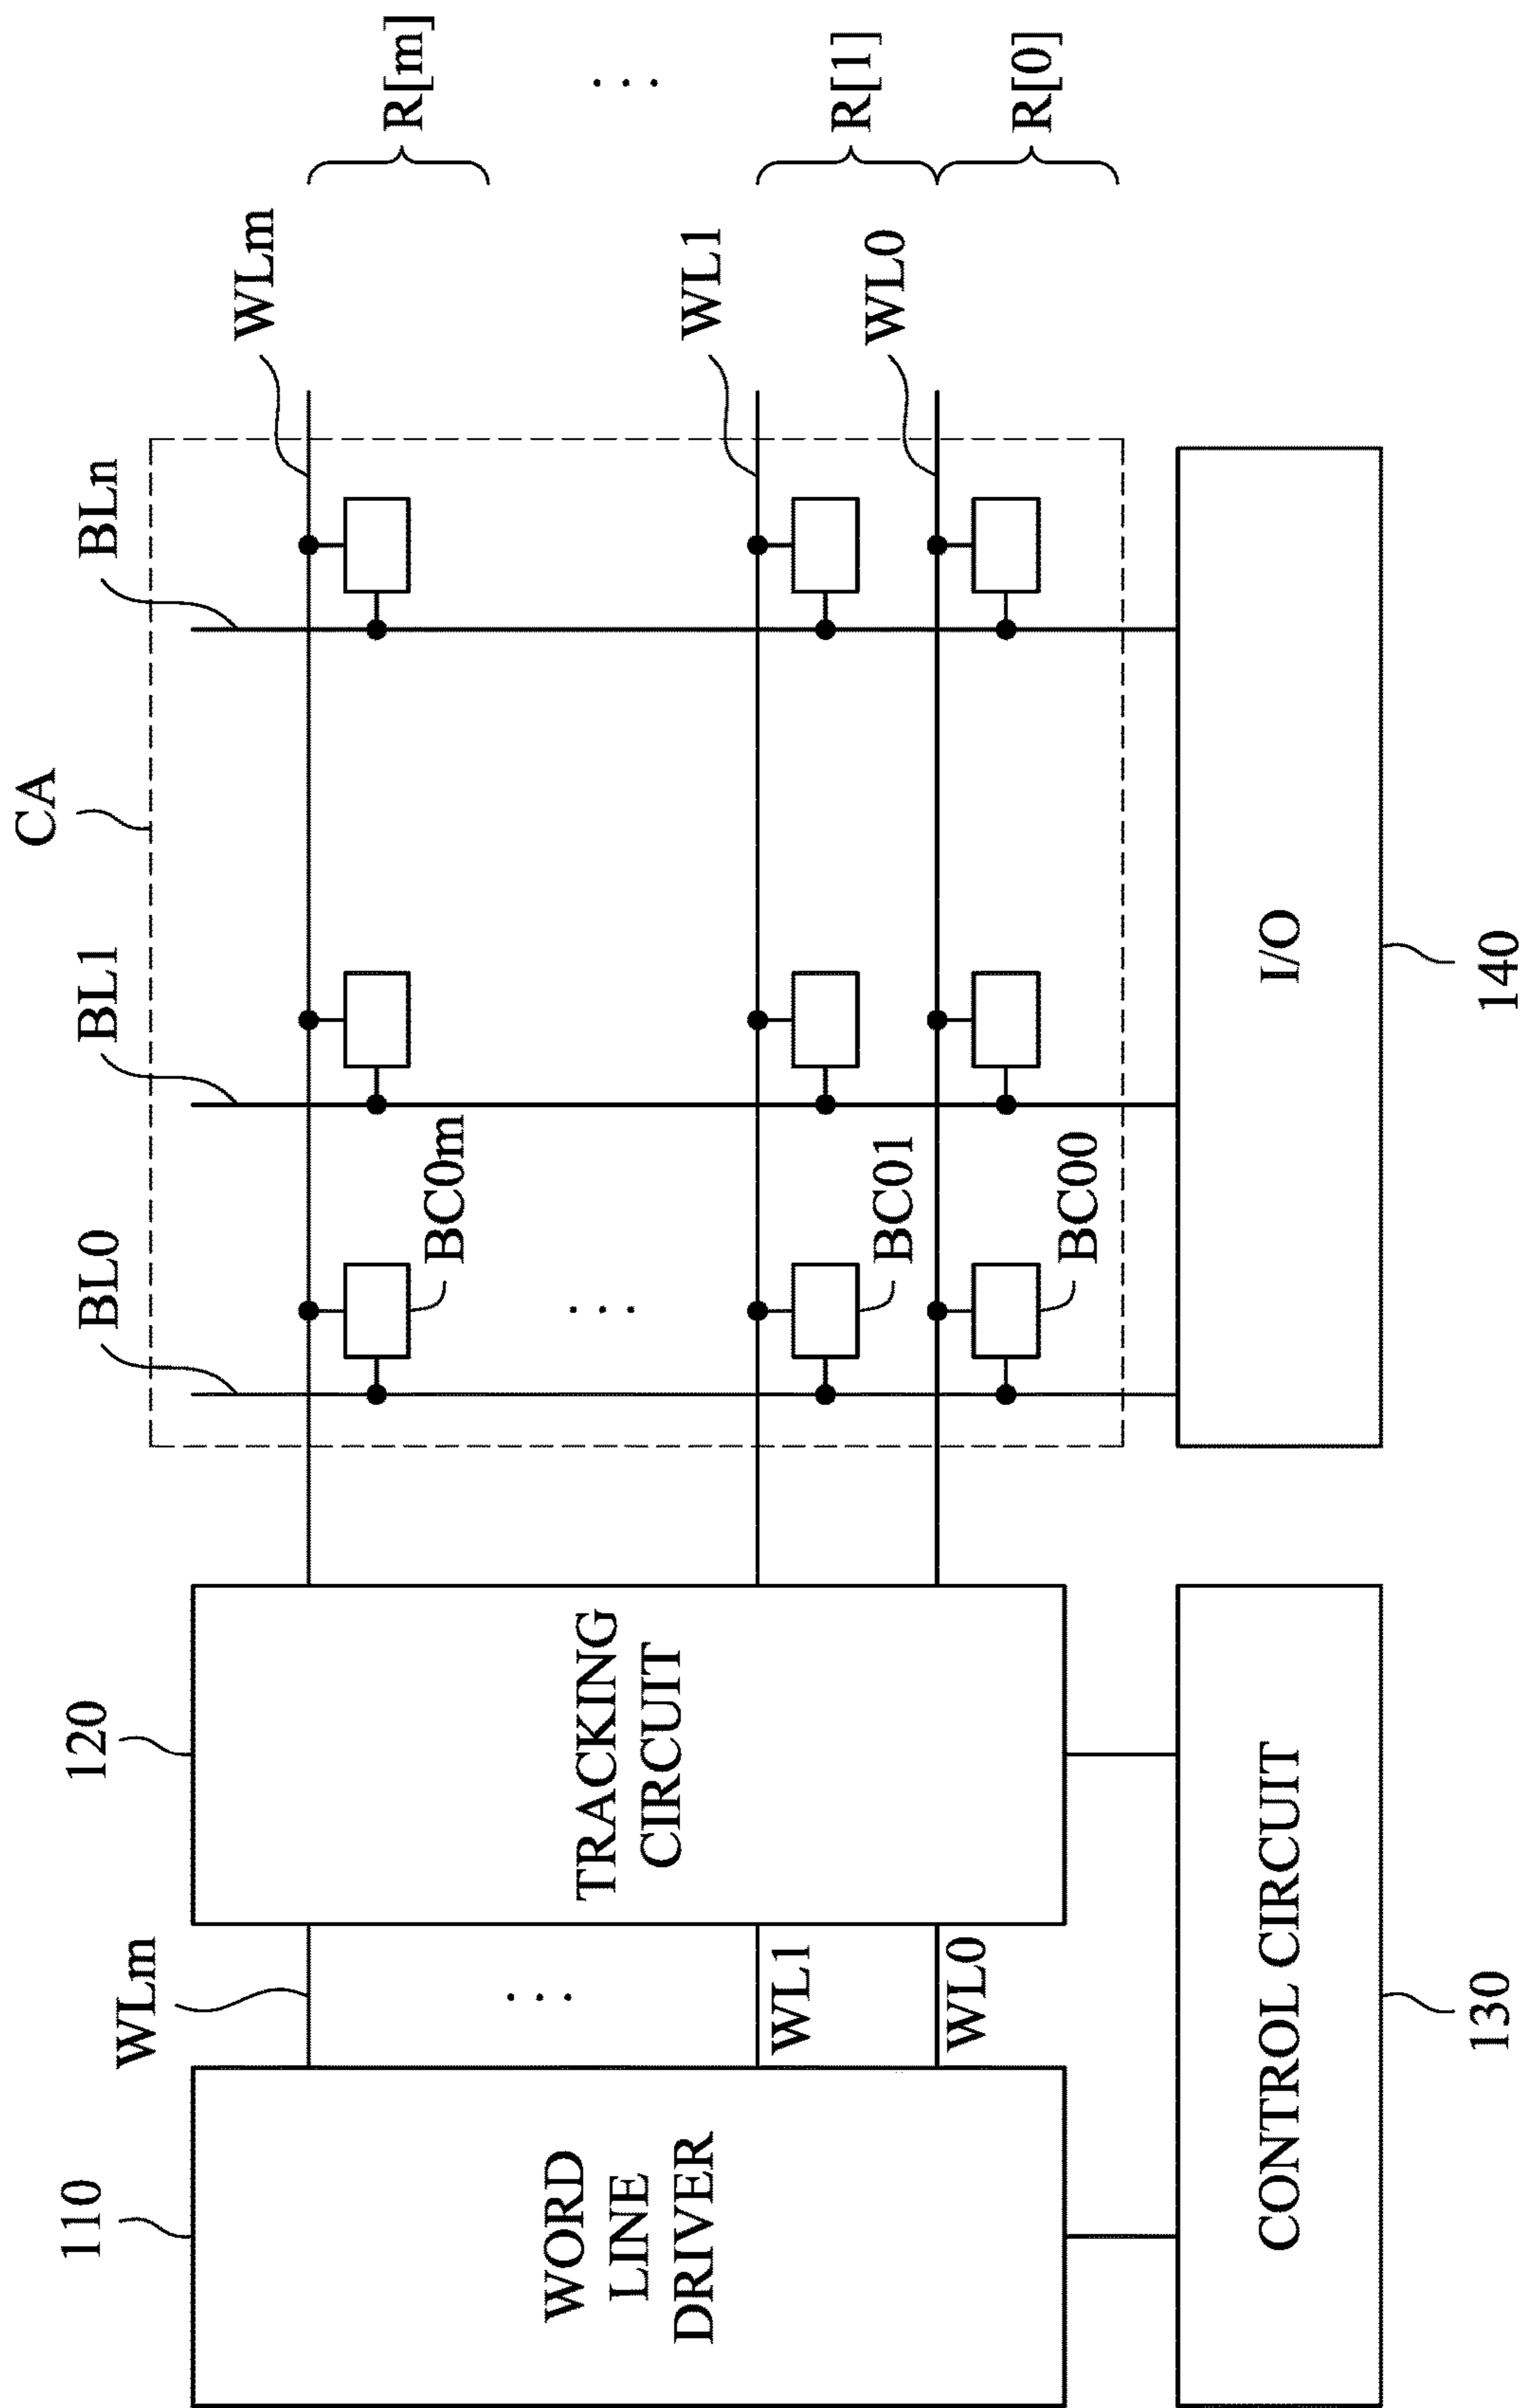 110
WORD
LINE
DRIVER
WLm
...
WL1
WL0
120
TRACKING
CIRCUIT
CONTROL CIRCUIT
130
CA
BL0
BL1
BLn
BC0m
...
BC01
BC00
WLm
WL1
WL0
R[m]
...
R[1]
R[0]
I/O
140